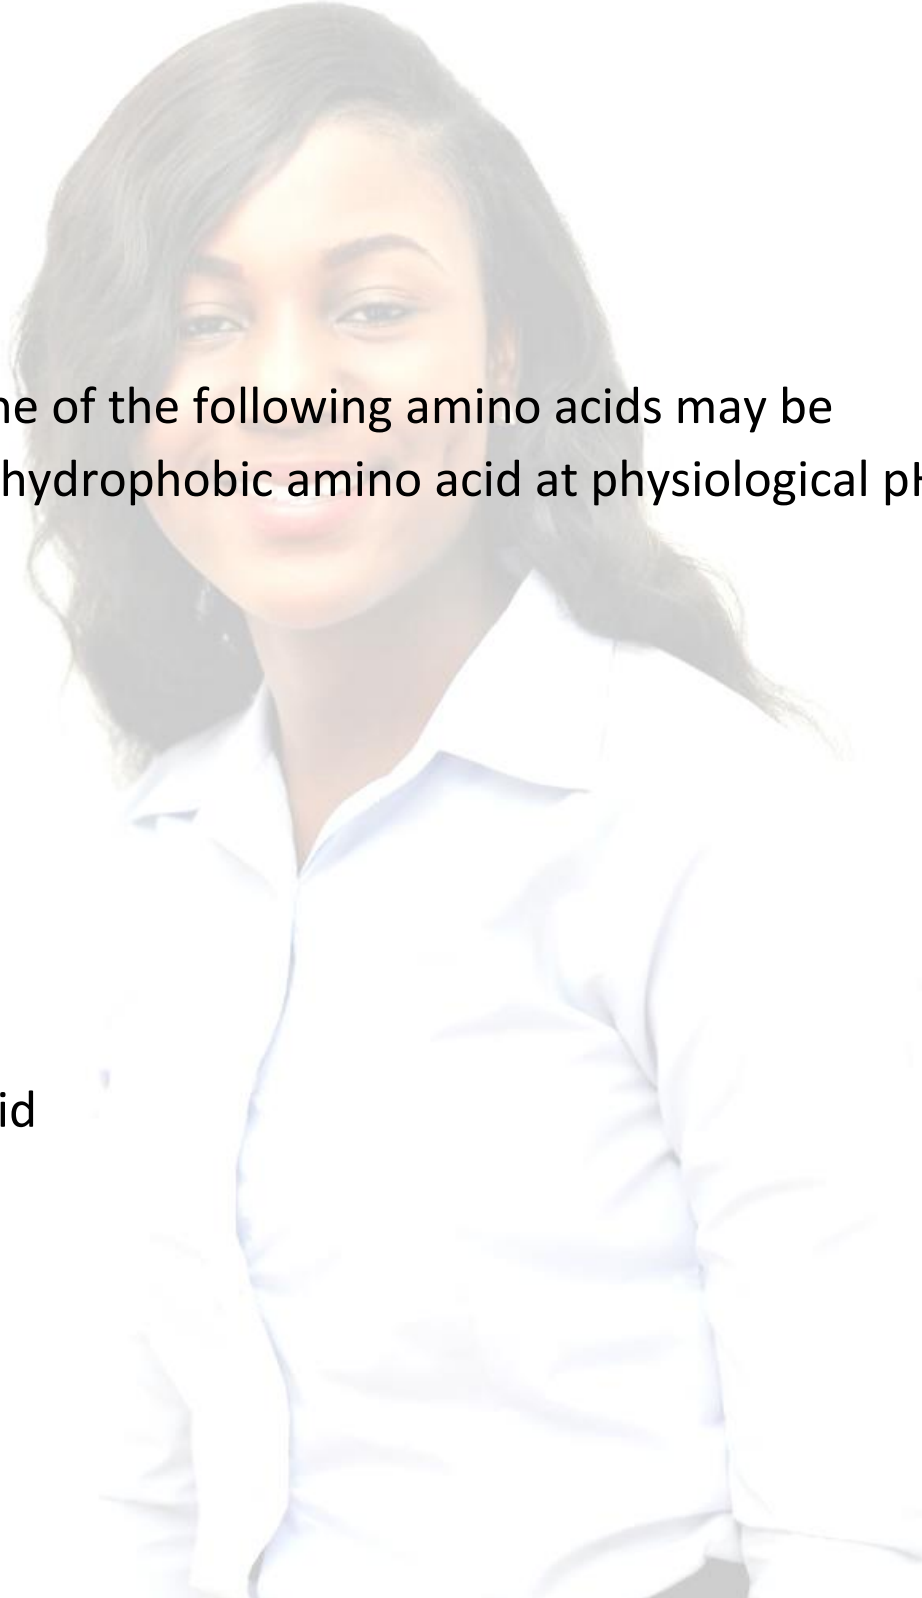 ne of the following amino acids may be
hydrophobic amino acid at physiological pH
id